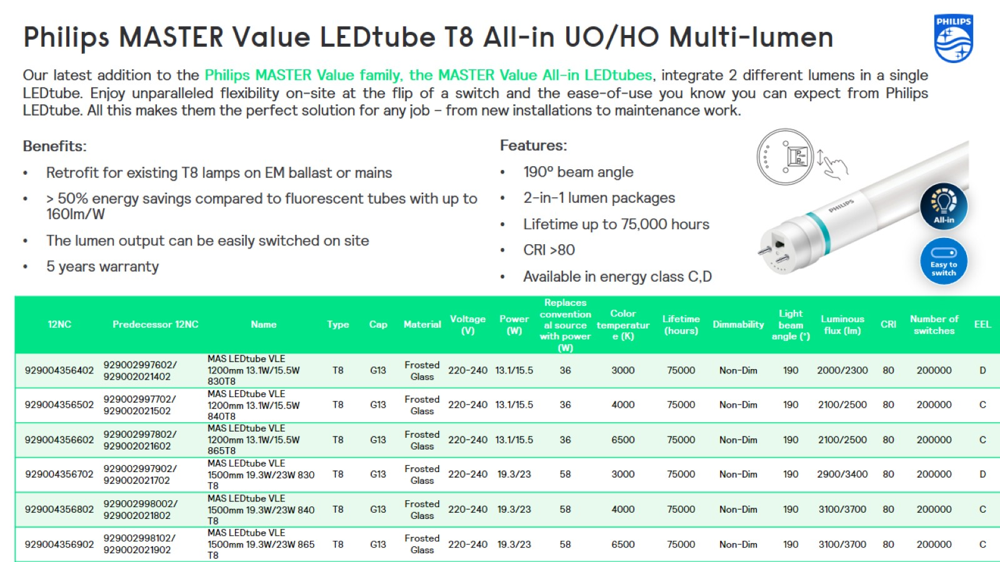 Philips MASTER Value LEDtube T8 All-in UO/HO Multi-lumen
PHILIPS
Our latest addition to the Philips MASTER Value family, the MASTER Value All-in LEDtubes, integrate 2 different lumens in a single
LEDtube. Enjoy unparalleled flexibility on-site at the flip of a switch and the ease-of-use you know you can expect from Philips
LEDtube. All this makes them the perfect solution for any job – from new installations to maintenance work.
Benefits:
• Retrofit for existing T8 lamps on EM ballast or mains
• > 50% energy savings compared to fluorescent tubes with up to
160lm/W
• The lumen output can be easily switched on site
• 5 years warranty
Features:
• 190º beam angle
• 2-in-1 lumen packages
• Lifetime up to 75,000 hours
• CRI >80
• Available in energy class C,D
PHILIPS
All-in
Easy to
switch
12NC Predecessor 12NC Name Type Cap Material Voltage (V) Power (W) Replaces convention al source with power (W) Color temperatur e (K) Lifetime (hours) Dimmability Light beam angle (°) Luminous flux (lm) CRI Number of switches EEL
929004356402 929002997602/ 929002021402 MAS LEDtube VLE 1200mm 13.1W/15.5W 830T8 T8 G13 Frosted Glass 220-240 13.1/15.5 36 3000 75000 Non-Dim 190 2000/2300 80 200000 D
929004356502 929002997702/ 929002021502 MAS LEDtube VLE 1200mm 13.1W/15.5W 840T8 T8 G13 Frosted Glass 220-240 13.1/15.5 36 4000 75000 Non-Dim 190 2100/2500 80 200000 C
929004356602 929002997802/ 929002021602 MAS LEDtube VLE 1200mm 13.1W/15.5W 865T8 T8 G13 Frosted Glass 220-240 13.1/15.5 36 6500 75000 Non-Dim 190 2100/2500 80 200000 C
929004356702 929002997902/ 929002021702 MAS LEDtube VLE 1500mm 19.3W/23W 830 T8 T8 G13 Frosted Glass 220-240 19.3/23 58 3000 75000 Non-Dim 190 2900/3400 80 200000 D
929004356802 929002998002/ 929002021802 MAS LEDtube VLE 1500mm 19.3W/23W 840 T8 T8 G13 Frosted Glass 220-240 19.3/23 58 4000 75000 Non-Dim 190 3100/3700 80 200000 C
929004356902 929002998102/ 929002021902 MAS LEDtube VLE 1500mm 19.3W/23W 865 T8 T8 G13 Frosted Glass 220-240 19.3/23 58 6500 75000 Non-Dim 190 3100/3700 80 200000 C